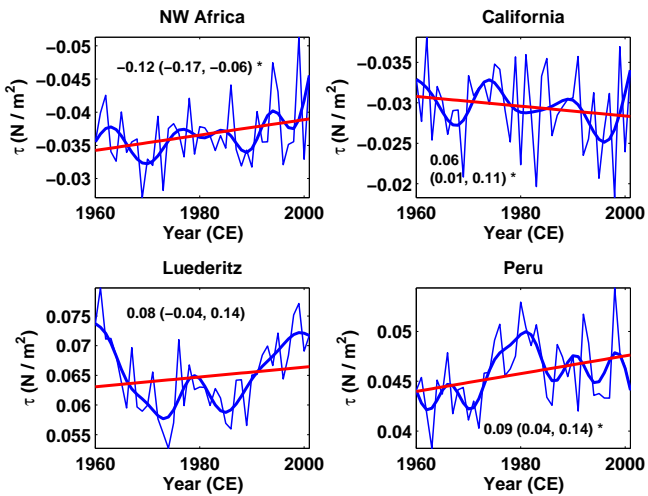 NW Africa
−0.12 (−0.17, −0.06) *
τ (N / m²)
−0.05
−0.045
−0.04
−0.035
−0.03
1960 1980 2000
Year (CE)
California
0.06
(0.01, 0.11) *
τ (N / m²)
−0.035
−0.03
−0.025
−0.02
1960 1980 2000
Year (CE)
Luederitz
0.08 (−0.04, 0.14)
τ (N / m²)
0.075
0.07
0.065
0.06
0.055
1960 1980 2000
Year (CE)
Peru
0.09 (0.04, 0.14) *
τ (N / m²)
0.05
0.045
0.04
1960 1980 2000
Year (CE)